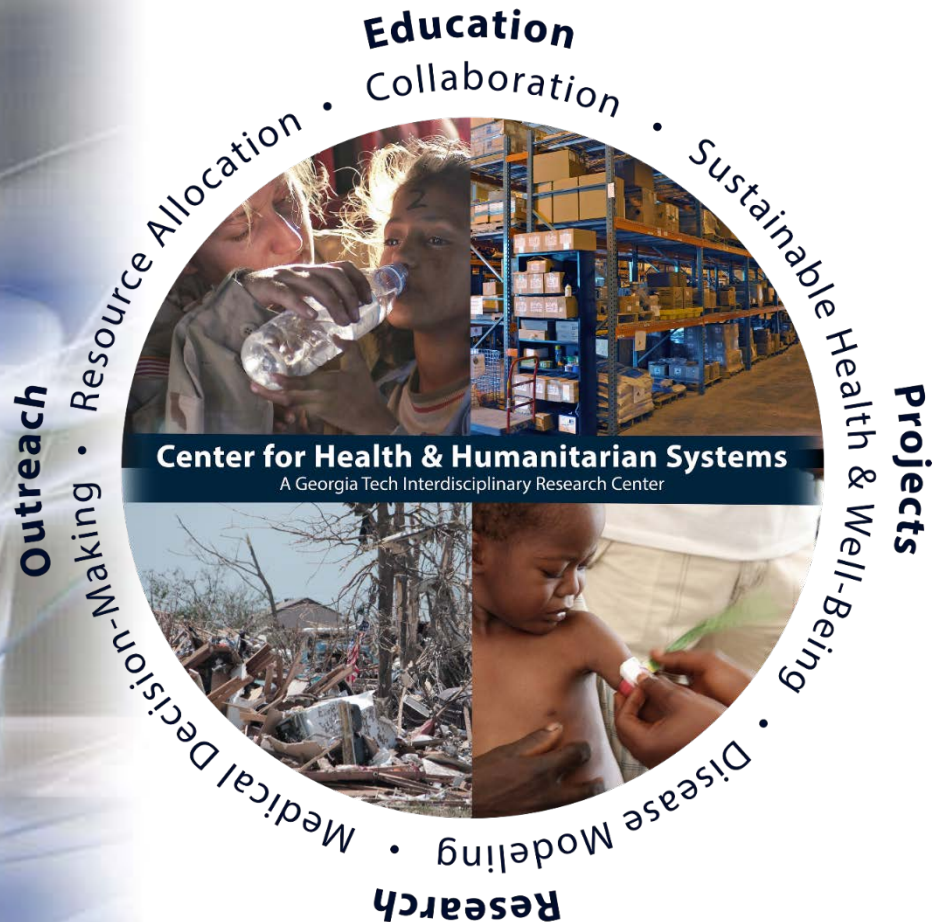 Education
Collaboration • Sustainable Health & Well-Being • Disease Modeling • Medical Decision-Making • Resource Allocation •
Projects
Research
Outreach
Center for Health & Humanitarian Systems
A Georgia Tech Interdisciplinary Research Center
2